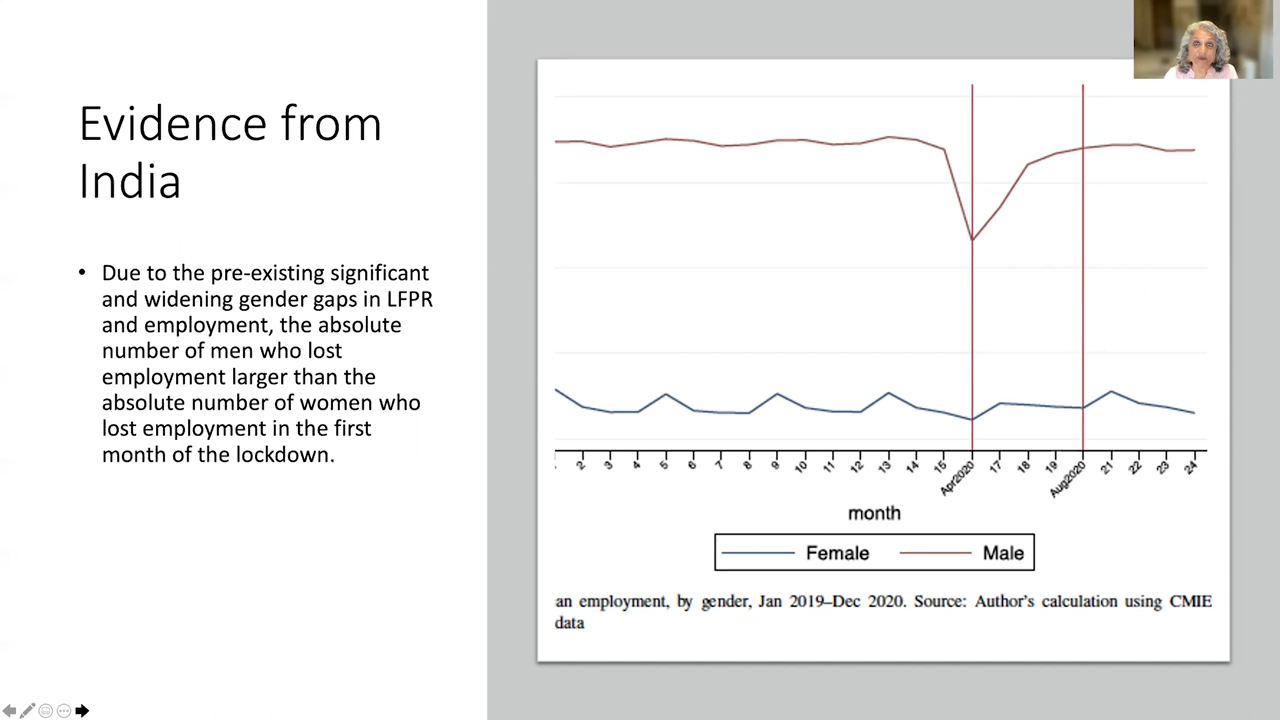 Evidence from
India
• Due to the pre-existing significant
and widening gender gaps in LFPR
and employment, the absolute
number of men who lost
employment larger than the
absolute number of women who
lost employment in the first
month of the lockdown.
2 3 4 5 6 7 8 9 10 11 12 13 14 15 Apr2020 17 18 19 Aug2020 21 22 23 24
month
Female Male
an employment, by gender, Jan 2019–Dec 2020. Source: Author's calculation using CMIE
data